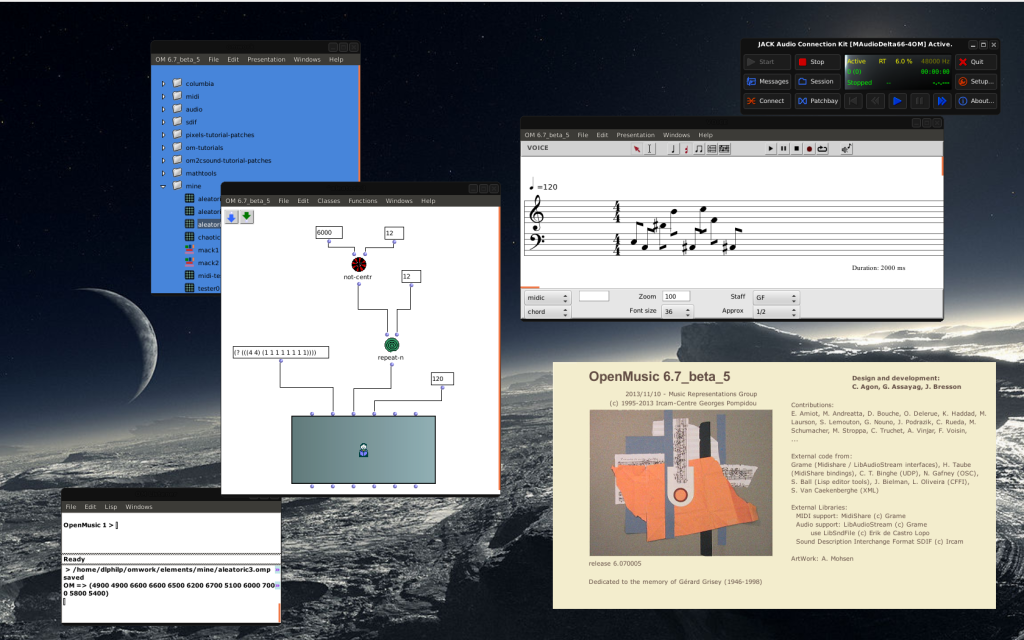 OM 6.7_beta_5 File Edit Presentation Windows Help
columbia
midi
audio
sdif
pixels-tutorial-patches
om-tutorials
om2csound-tutorial-patches
mathtools
mine
aleatori
aleatori
aleatori
chaotic
mack1
mack2
midi-te
tester0
OM 6.7_beta_5 File Edit Classes Functions Windows Help
6000
12
not-centr
12
repeat-n
(? (((4 4) (1 1 1 1 1 1 1 1))))
120
File Edit Lisp Windows
OpenMusic 1 >
Ready
> /home/dlphilp/omwork/elements/mine/aleatoric3.omp
saved
OM => (4900 4900 6600 6600 6500 6200 6700 5100 6000 700
0 5800 5400)
JACK Audio Connection Kit [MAudioDelta66-4OM] Active.
Start Stop Active RT 6.0 % 48000 Hz Quit
0 (0) 00:00:00
Messages Session Stopped -- -.-.--- Setup...
Connect Patchbay About...
OM 6.7_beta_5 File Edit Presentation Windows Help
VOICE
=120
4
4
4
4
Duration: 2000 ms
midic Zoom 100 Staff GF
chord Font size 36 Approx 1/2
OpenMusic 6.7_beta_5
2013/11/10 - Music Representations Group
(c) 1995-2013 Ircam-Centre Georges Pompidou
release 6.070005
Dedicated to the memory of Gérard Grisey (1946-1998)
Design and development:
C. Agon, G. Assayag, J. Bresson
Contributions:
E. Amiot, M. Andreatta, D. Bouche, O. Delerue, K. Haddad, M.
Laurson, S. Lemouton, G. Nouno, J. Podrazik, C. Rueda, M.
Schumacher, M. Stroppa, C. Truchet, A. Vinjar, F. Voisin,
...
External code from:
Grame (Midishare / LibAudioStream interfaces), H. Taube
(MidiShare bindings), C. T. Binghe (UDP), N. Gafney (OSC),
S. Ball (Lisp editor tools), J. Bielman, L. Oliveira (CFFI),
S. Van Caekenberghe (XML)
External Libraries:
MIDI support: MidiShare (c) Grame
Audio support: LibAudioStream (c) Grame
use LibSndFile (c) Erik de Castro Lopo
Sound Description Interchange Format SDIF (c) Ircam
ArtWork: A. Mohsen